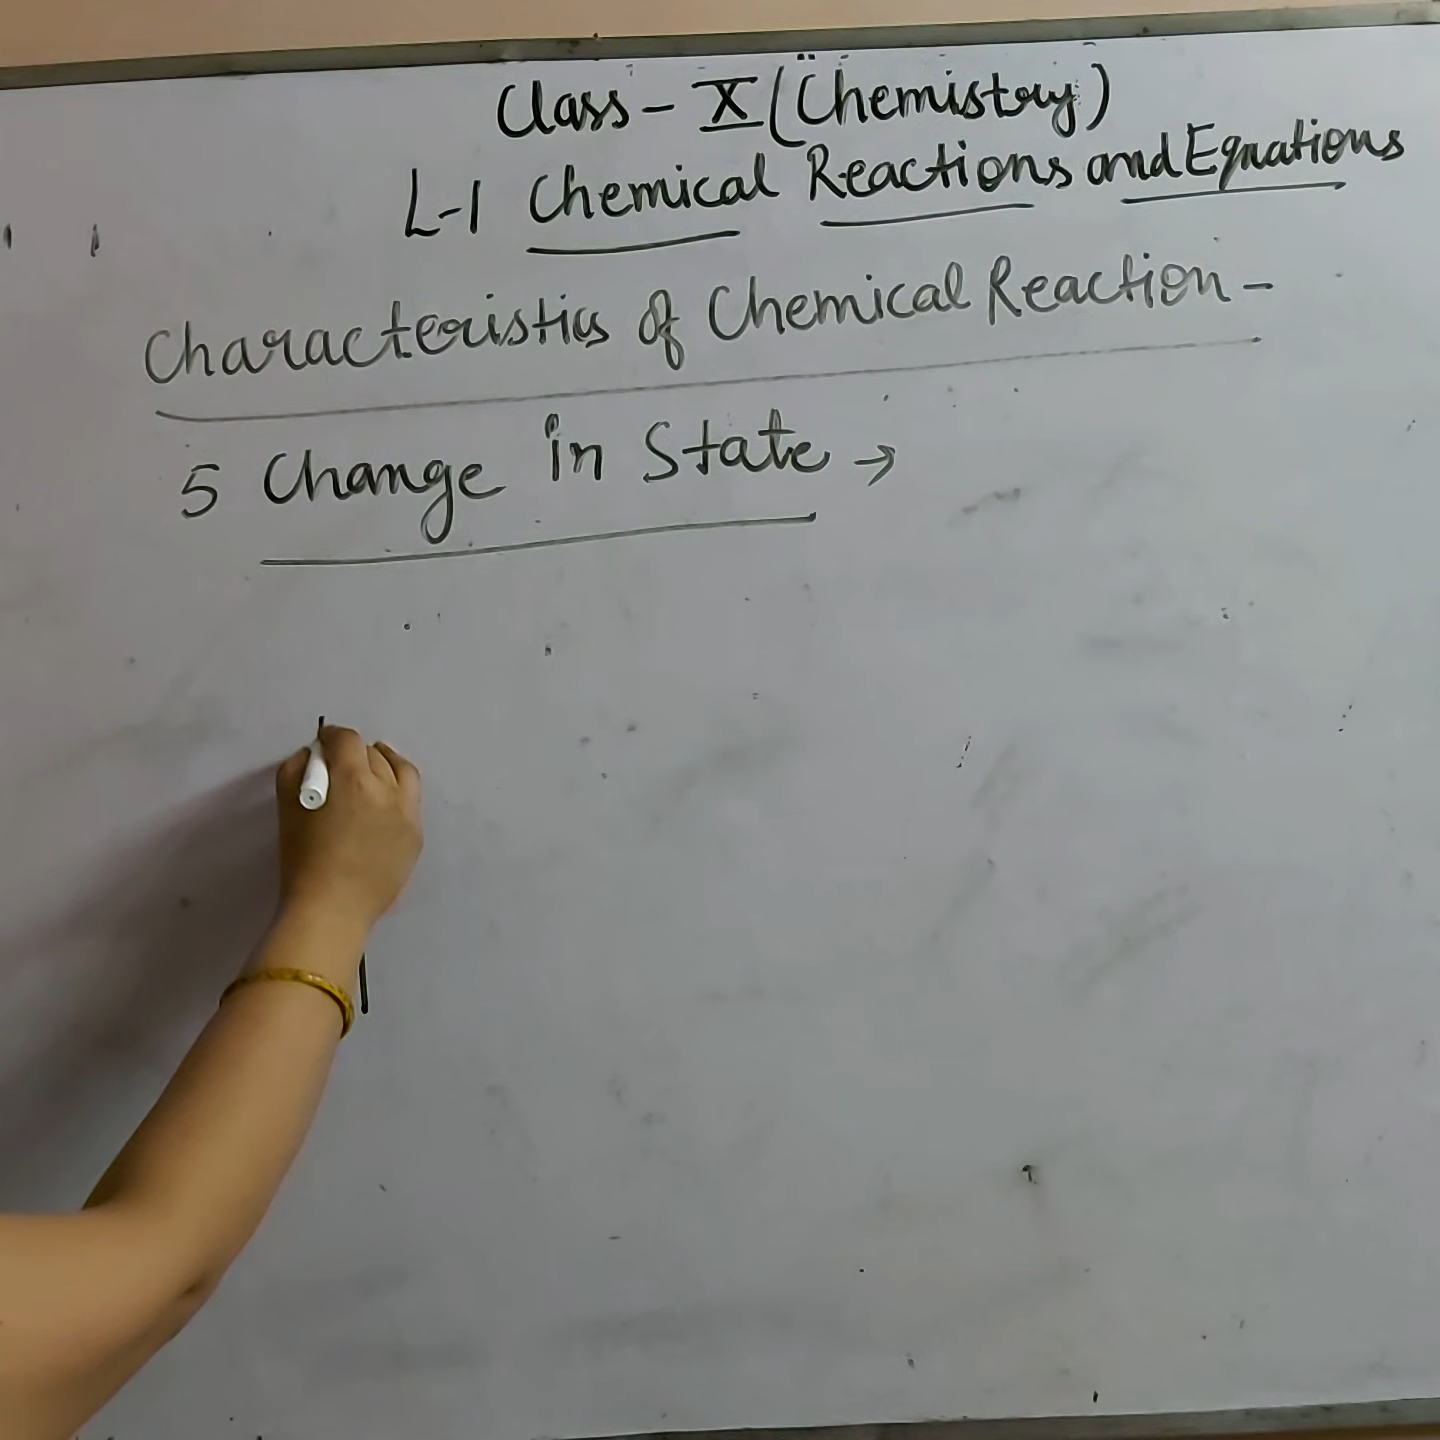 Class - X (Chemistry)
L-1 Chemical Reactions and Equations
Characteristics of Chemical Reaction -
5 Change in State →